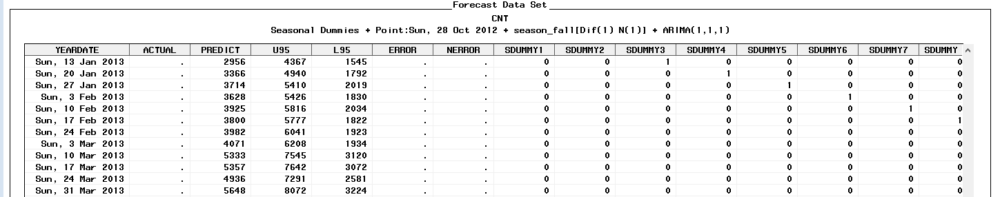 Forecast Data Set
CNT
Seasonal Dummies + Point:Sun, 28 Oct 2012 + season_fall[Dif(1) N(1)] + ARIMA(1,1,1)
YEARDATE ACTUAL PREDICT U95 L95 ERROR NERROR SDUMMY1 SDUMMY2 SDUMMY3 SDUMMY4 SDUMMY5 SDUMMY6 SDUMMY7 SDUMMY
Sun, 13 Jan 2013 . 2956 4367 1545 . . 0 0 1 0 0 0 0 0
Sun, 20 Jan 2013 . 3366 4940 1792 . . 0 0 0 1 0 0 0 0
Sun, 27 Jan 2013 . 3714 5410 2019 . . 0 0 0 0 1 0 0 0
Sun, 3 Feb 2013 . 3628 5426 1830 . . 0 0 0 0 0 1 0 0
Sun, 10 Feb 2013 . 3925 5816 2034 . . 0 0 0 0 0 0 1 0
Sun, 17 Feb 2013 . 3800 5777 1822 . . 0 0 0 0 0 0 0 1
Sun, 24 Feb 2013 . 3982 6041 1923 . . 0 0 0 0 0 0 0 0
Sun, 3 Mar 2013 . 4071 6208 1934 . . 0 0 0 0 0 0 0 0
Sun, 10 Mar 2013 . 5333 7545 3120 . . 0 0 0 0 0 0 0 0
Sun, 17 Mar 2013 . 5357 7642 3072 . . 0 0 0 0 0 0 0 0
Sun, 24 Mar 2013 . 4936 7291 2581 . . 0 0 0 0 0 0 0 0
Sun, 31 Mar 2013 . 5648 8072 3224 . . 0 0 0 0 0 0 0 0